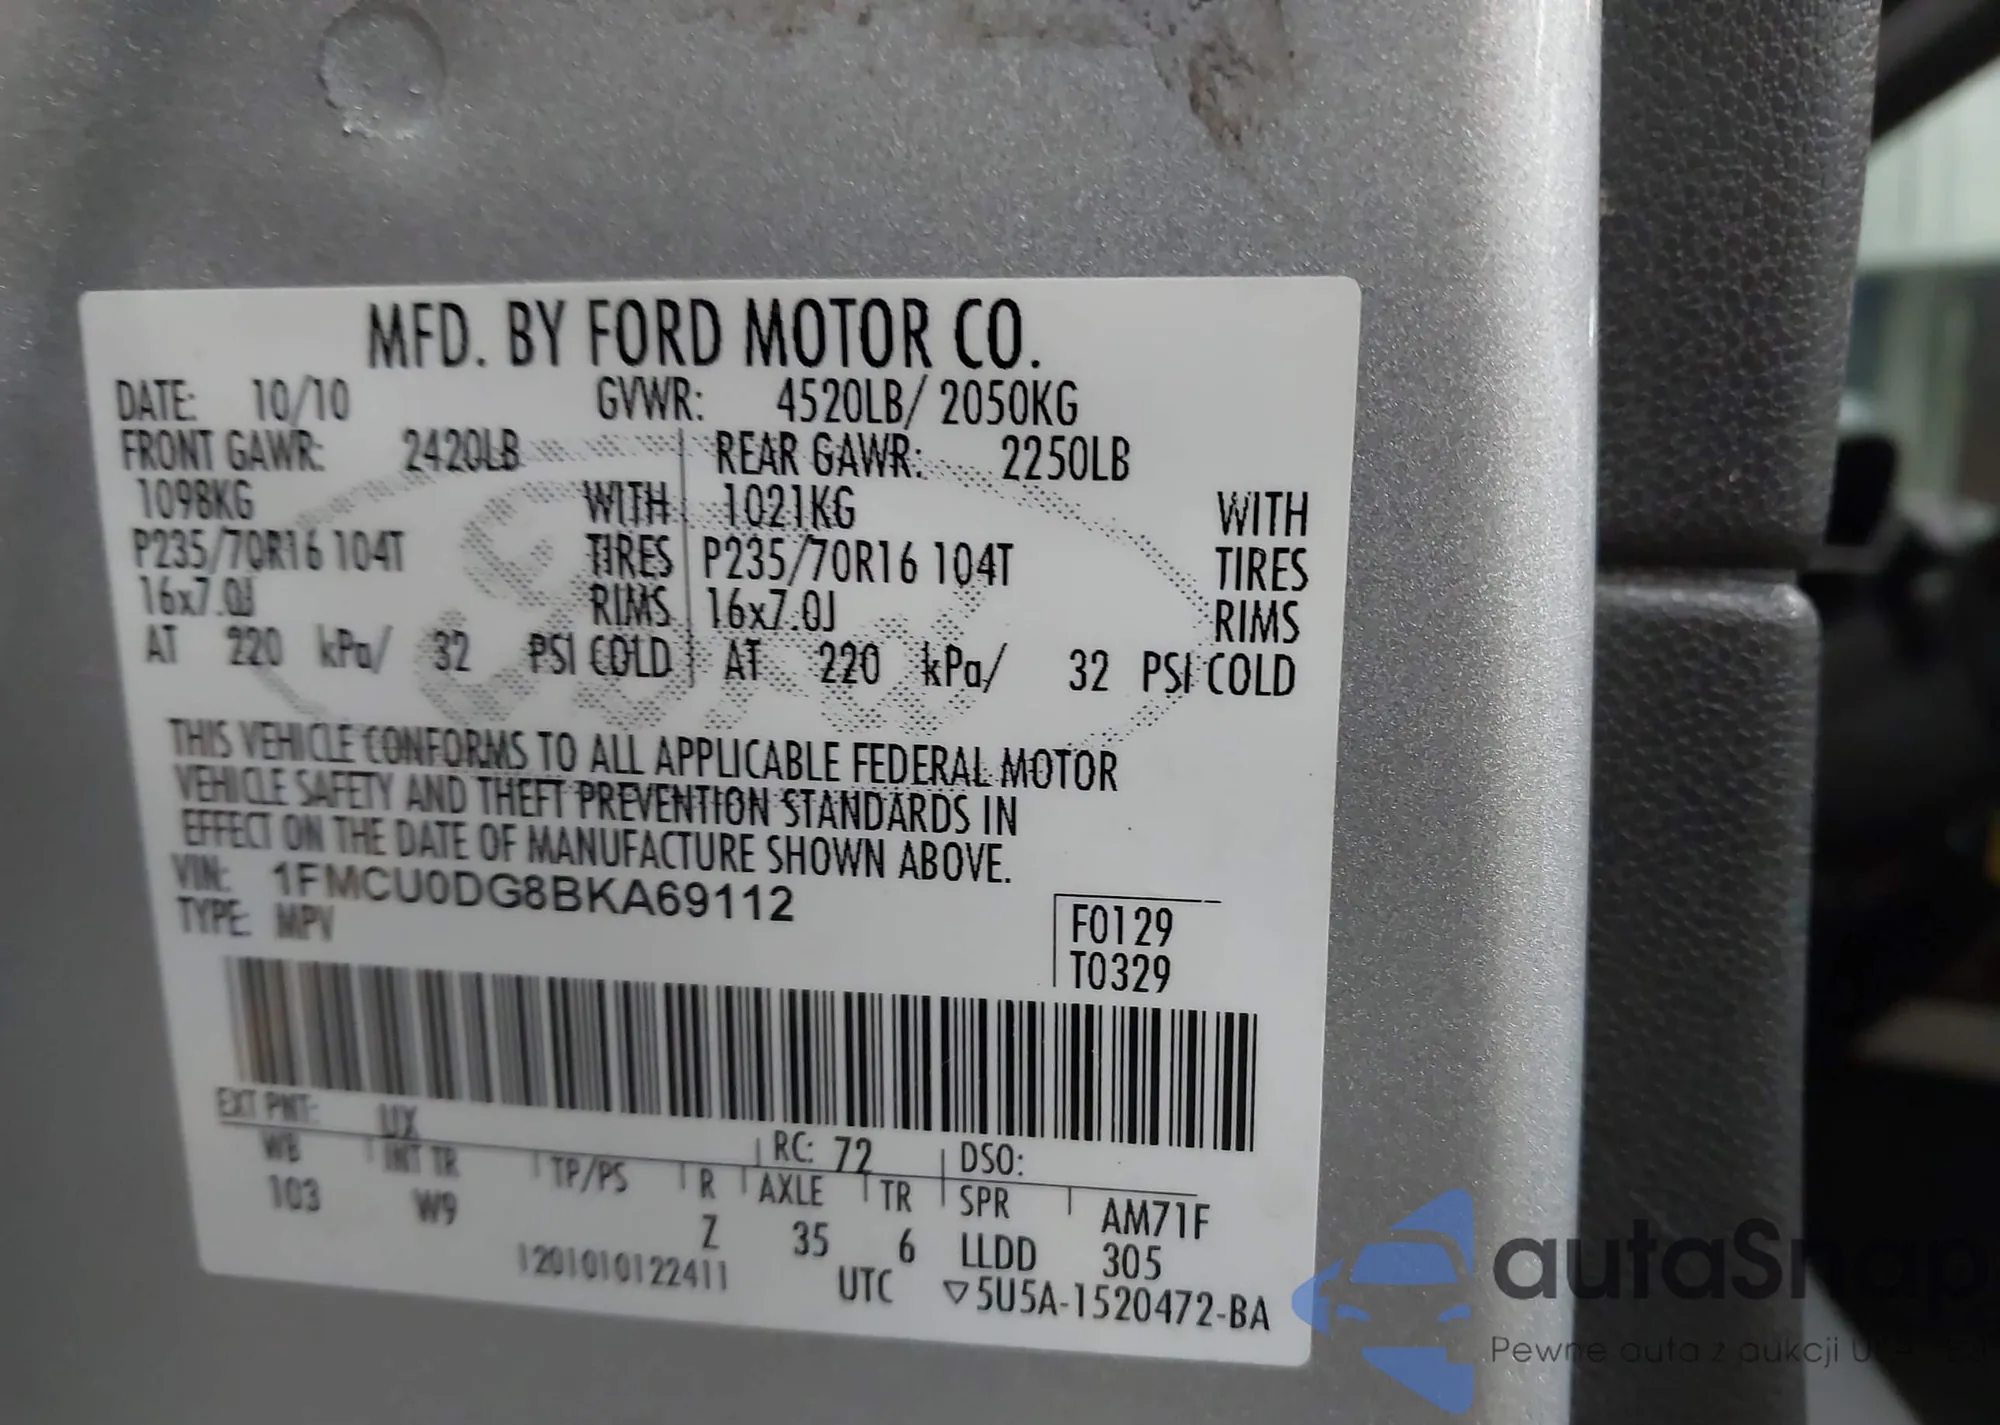 MFD. BY FORD MOTOR CO.
DATE: 10/10 GVWR: 4520LB/ 2050KG
FRONT GAWR: 2420LB REAR GAWR: 2250LB
1098KG WITH 1021KG WITH
P235/70R16 104T TIRES P235/70R16 104T TIRES
16x7.0J RIMS 16x7.0J RIMS
AT 220 kPa/ 32 PSI COLD AT 220 kPa/ 32 PSI COLD
THIS VEHICLE CONFORMS TO ALL APPLICABLE FEDERAL MOTOR
VEHICLE SAFETY AND THEFT PREVENTION STANDARDS IN
EFFECT ON THE DATE OF MANUFACTURE SHOWN ABOVE.
VIN: 1FMCU0DG8BKA69112
TYPE: MPV
F0129
T0329
EXT PNT: UX RC: 72 DSO:
WB INT TR TP/PS R AXLE TR SPR AM71F
103 W9 Z 35 6 LLDD 305
1201010122411 UTC ▽5U5A-1520472-BA
autaSnap
Pewne auta z aukcji